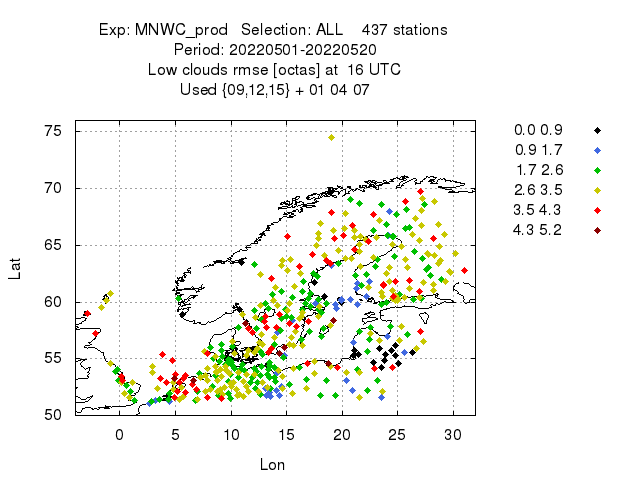 Exp: MNWC_prod Selection: ALL 437 stations
Period: 20220501-20220520
Low clouds rmse [octas] at 16 UTC
Used {09,12,15} + 01 04 07
0.0 0.9
0.9 1.7
1.7 2.6
2.6 3.5
3.5 4.3
4.3 5.2
75
70
65
60
55
50
Lat
0 5 10 15 20 25 30
Lon